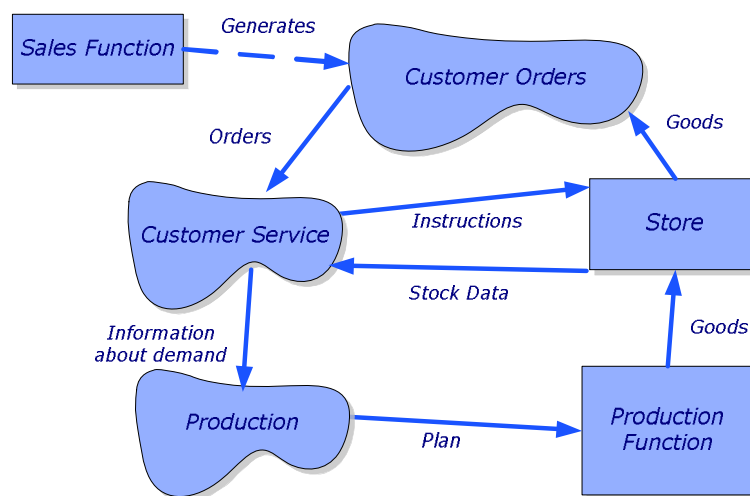 Generates
Sales Function
Customer Orders
Orders
Goods
Customer Service
Instructions
Store
Stock Data
Information
about demand
Goods
Production
Plan
Production
Function